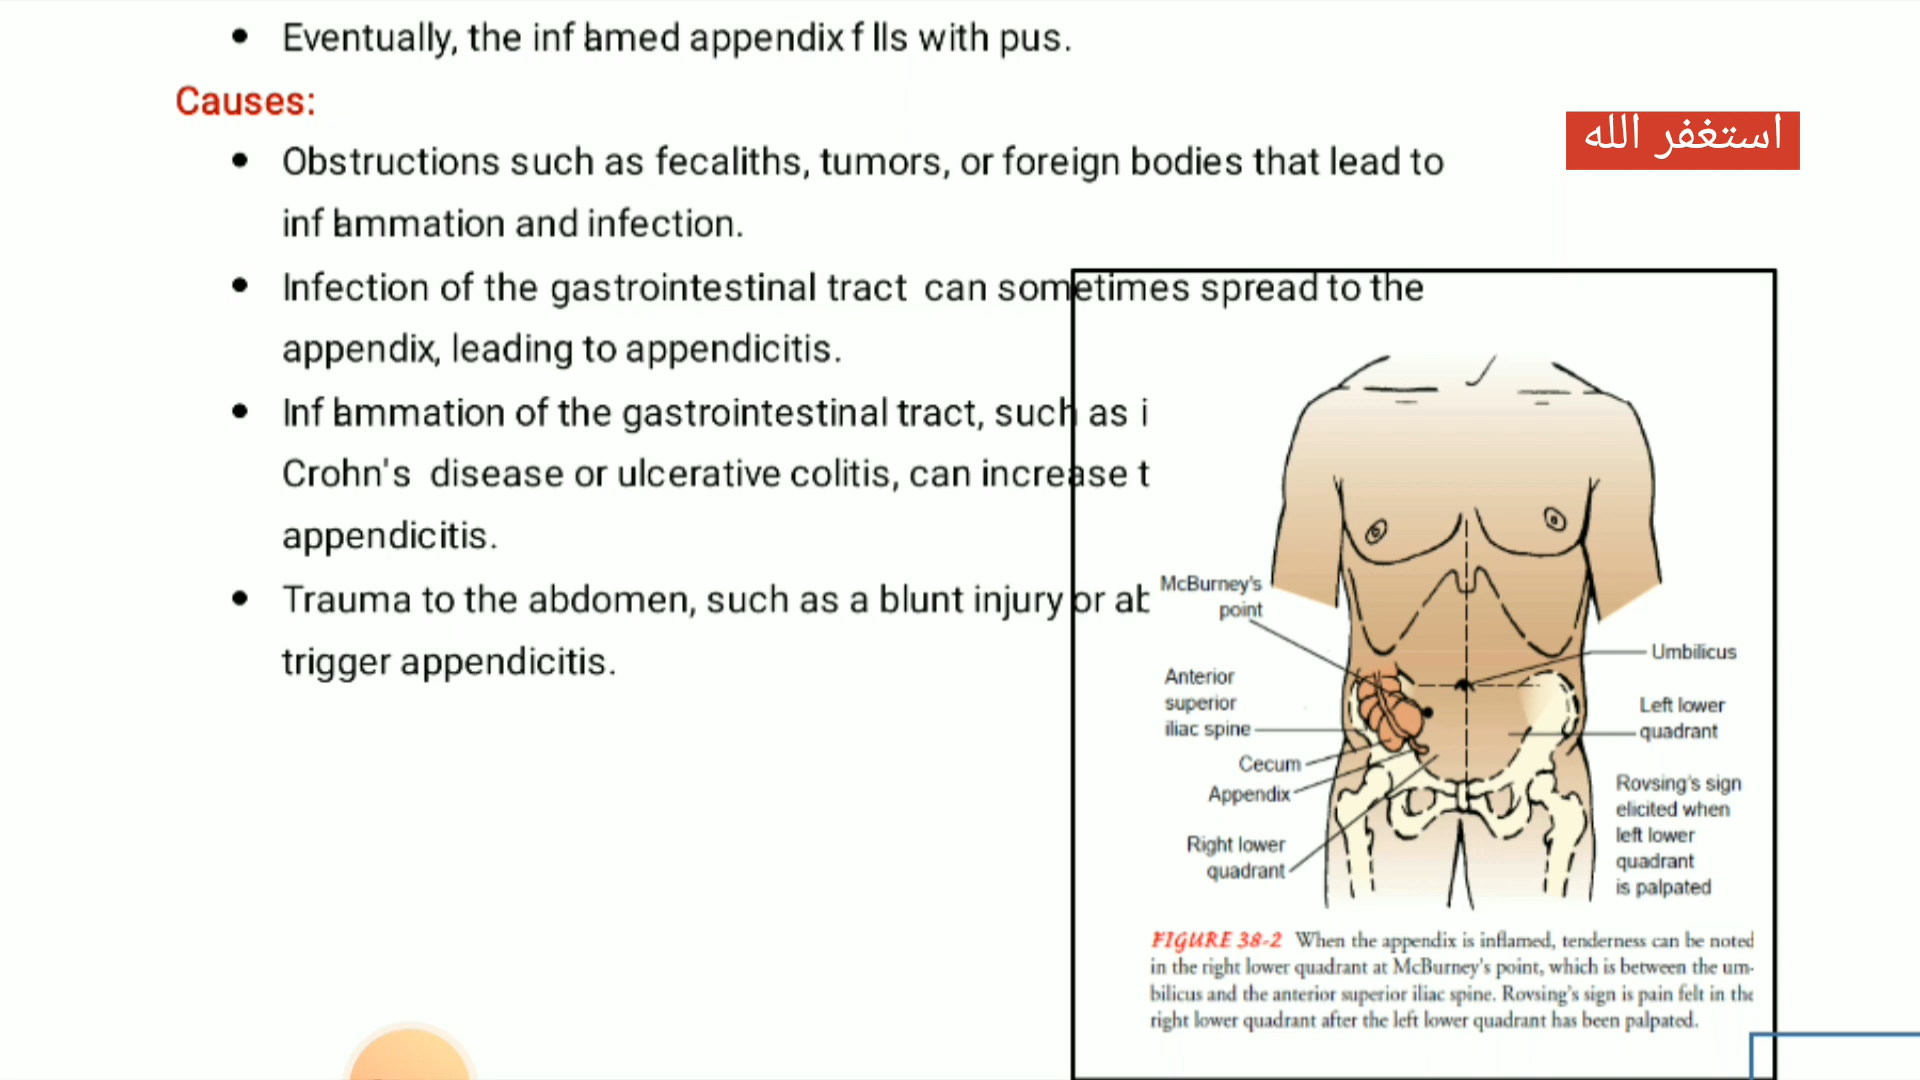 • Eventually, the inflamed appendix fills with pus.
Causes:
استغفر الله
• Obstructions such as fecaliths, tumors, or foreign bodies that lead to
inflammation and infection.
• Infection of the gastrointestinal tract can sometimes spread to the
appendix, leading to appendicitis.
• Inflammation of the gastrointestinal tract, such as i
Crohn's disease or ulcerative colitis, can increase t
appendicitis.
• Trauma to the abdomen, such as a blunt injury or ab
trigger appendicitis.
McBurney's
point
Anterior
superior
iliac spine
Cecum
Appendix
Right lower
quadrant
Umbilicus
Left lower
quadrant
Rovsing's sign
elicited when
left lower
quadrant
is palpated
FIGURE 38-2 When the appendix is inflamed, tenderness can be noted
in the right lower quadrant at McBurney's point, which is between the um-
bilicus and the anterior superior iliac spine. Rovsing's sign is pain felt in the
right lower quadrant after the left lower quadrant has been palpated.